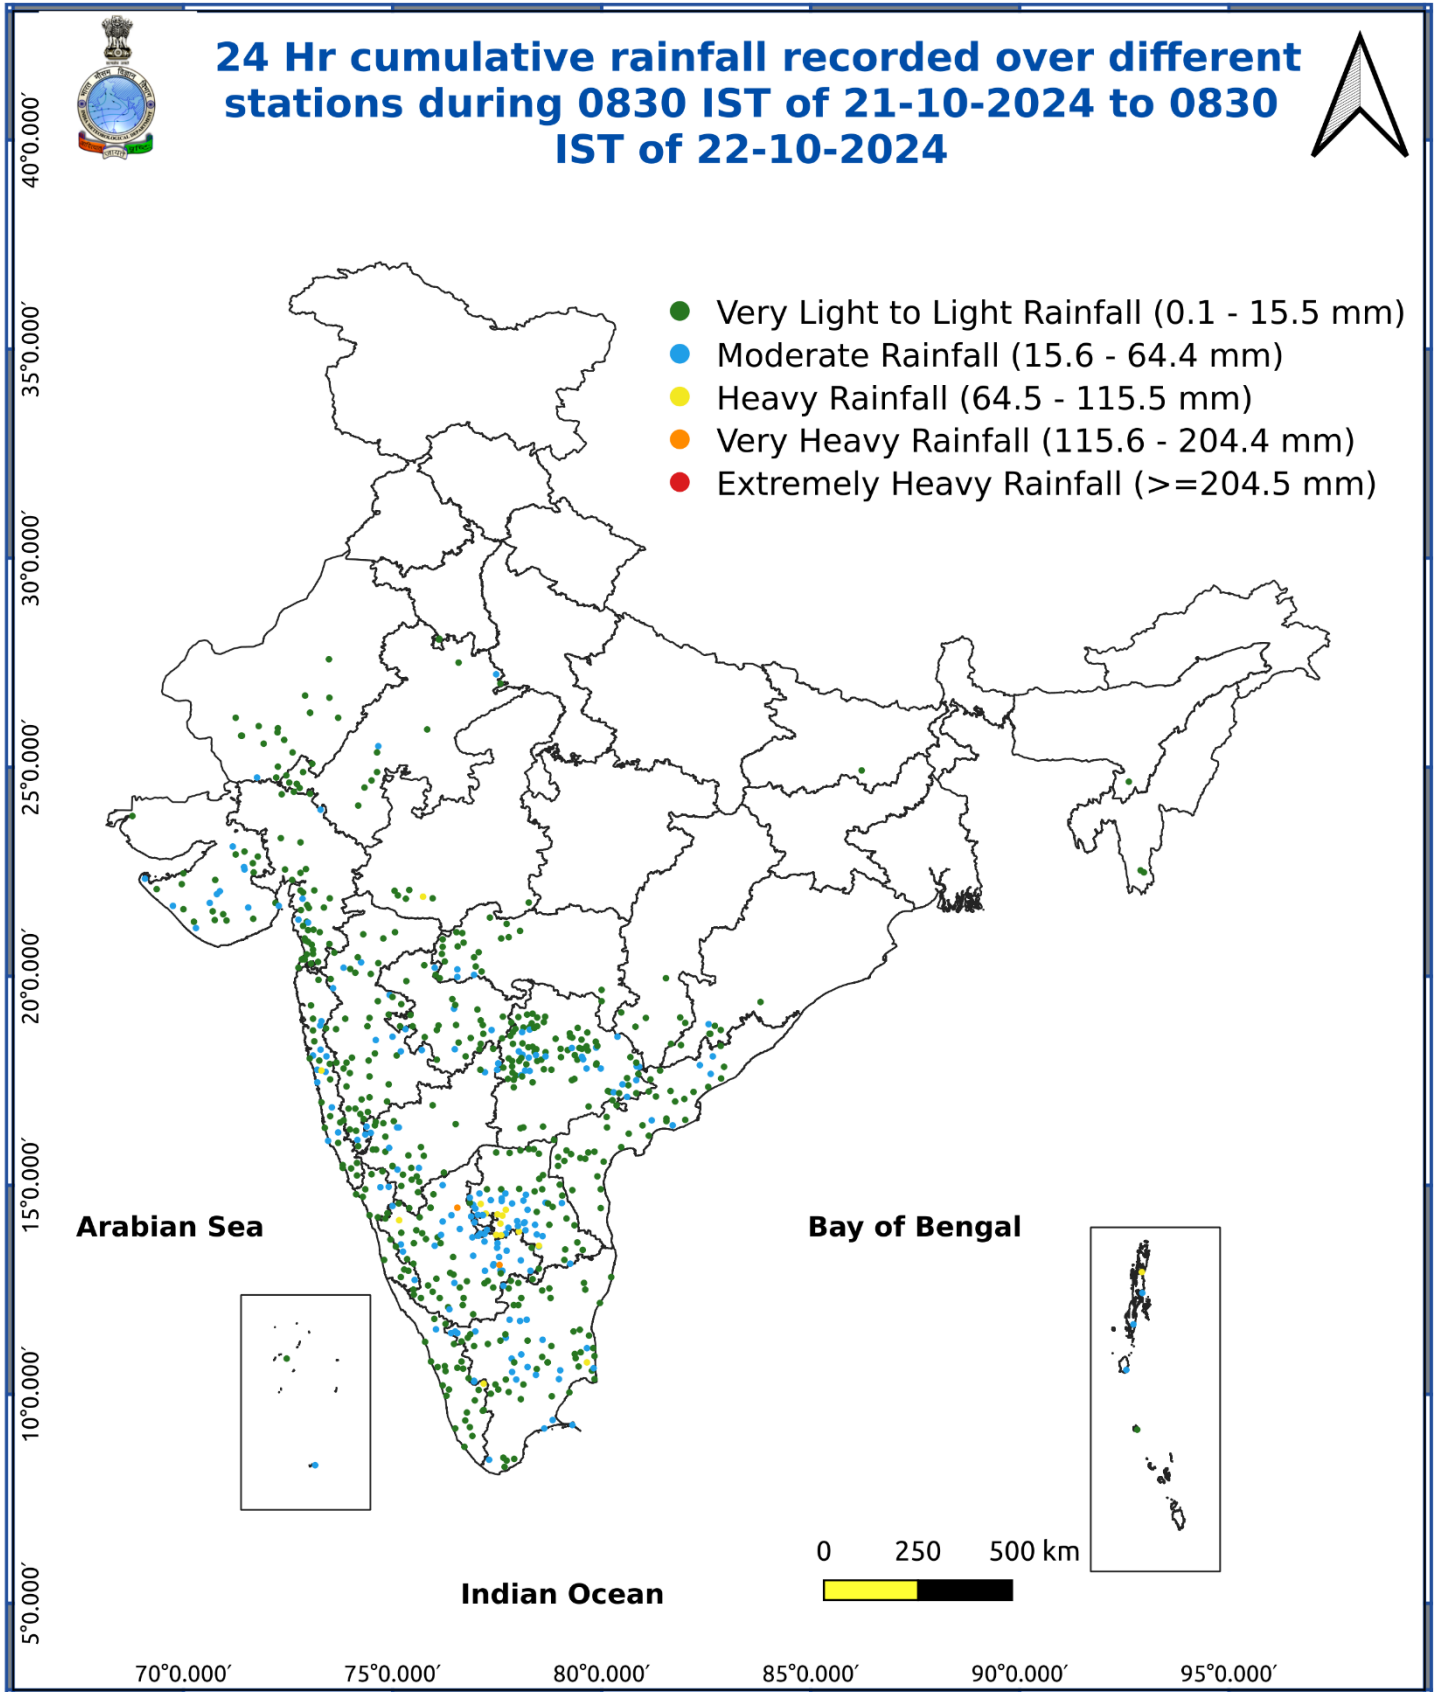 24 Hr cumulative rainfall recorded over different
stations during 0830 IST of 21-10-2024 to 0830
IST of 22-10-2024
Very Light to Light Rainfall (0.1 - 15.5 mm)
Moderate Rainfall (15.6 - 64.4 mm)
Heavy Rainfall (64.5 - 115.5 mm)
Very Heavy Rainfall (115.6 - 204.4 mm)
Extremely Heavy Rainfall (>=204.5 mm)
40°0.000′
35°0.000′
30°0.000′
25°0.000′
20°0.000′
15°0.000′
10°0.000′
5°0.000′
Arabian Sea
Bay of Bengal
Indian Ocean
0 250 500 km
70°0.000′ 75°0.000′ 80°0.000′ 85°0.000′ 90°0.000′ 95°0.000′